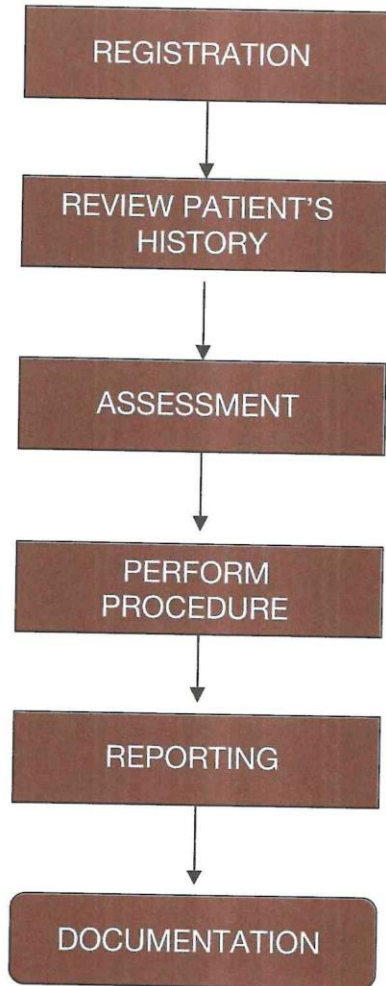 REGISTRATION
REVIEW PATIENT'S
HISTORY
ASSESSMENT
PERFORM
PROCEDURE
REPORTING
DOCUMENTATION